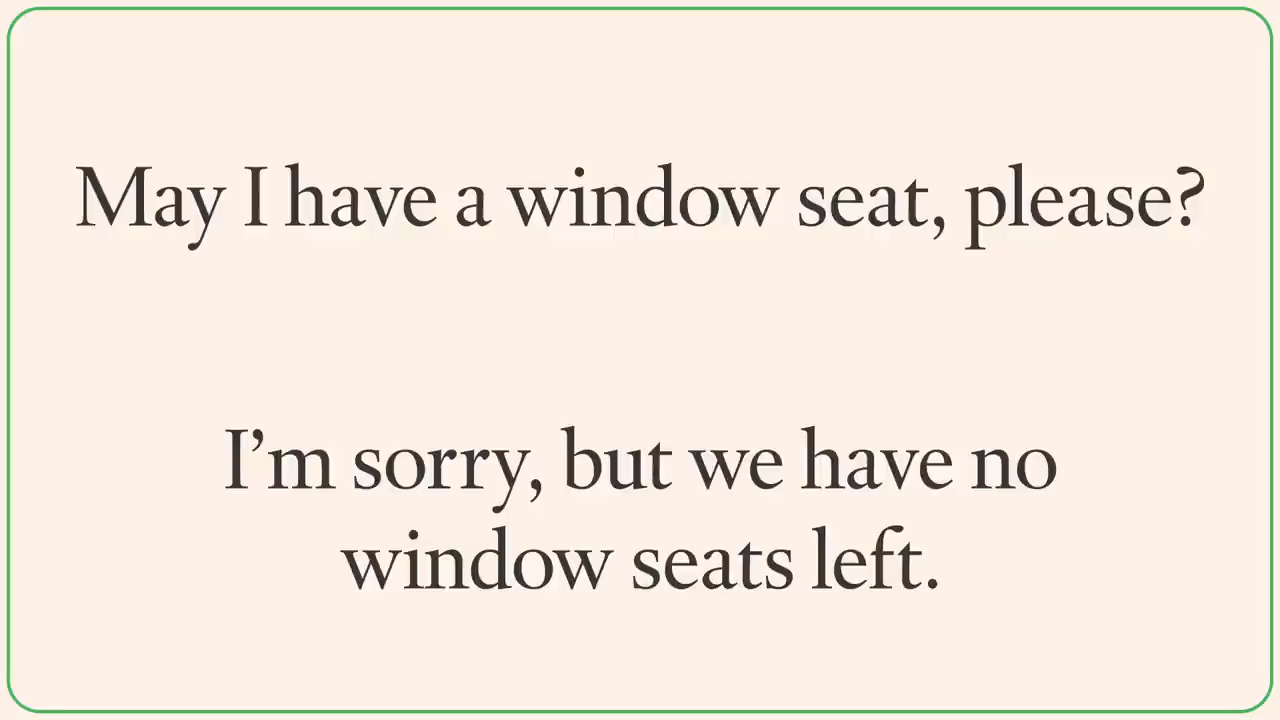 May I have a window seat, please?
I’m sorry, but we have no
window seats left.